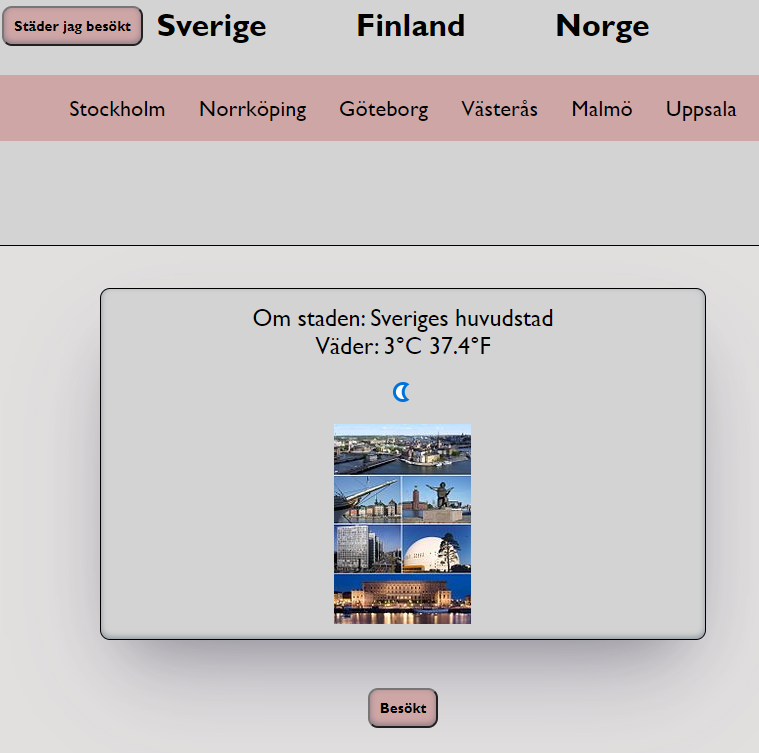 Städer jag besökt Sverige Finland Norge
Stockholm Norrköping Göteborg Västerås Malmö Uppsala
Om staden: Sveriges huvudstad
Väder: 3°C 37.4°F
Besökt